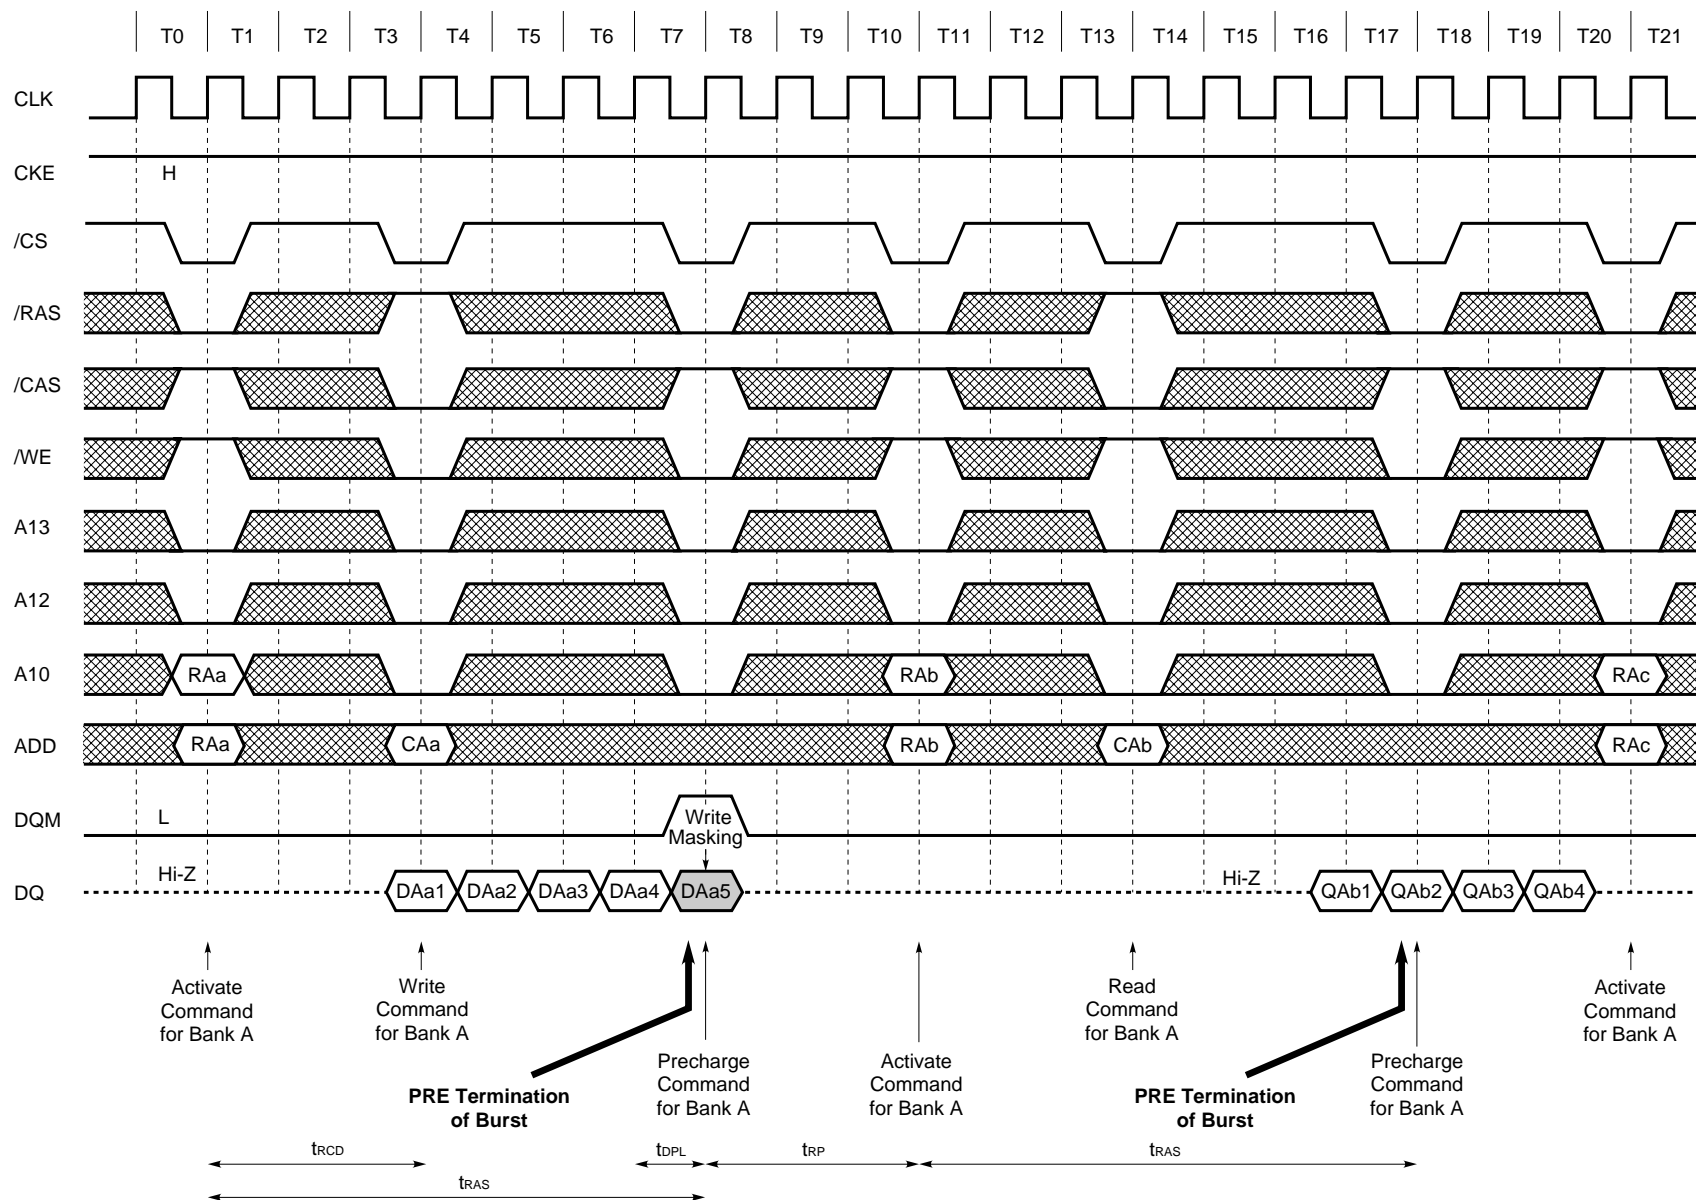 T0 T1 T2 T3 T4 T5 T6 T7 T8 T9 T10 T11 T12 T13 T14 T15 T16 T17 T18 T19 T20 T21
CLK
CKE H
/CS
/RAS
/CAS
/WE
A13
A12
A10 RAa RAb RAc
ADD RAa CAa RAb CAb RAc
DQM L Write
Masking
Hi-Z Hi-Z
DQ DAa1 DAa2 DAa3 DAa4 DAa5 QAb1 QAb2 QAb3 QAb4
Activate
Command
for Bank A
Write
Command
for Bank A
PRE Termination
of Burst
Precharge
Command
for Bank A
Activate
Command
for Bank A
Read
Command
for Bank A
PRE Termination
of Burst
Precharge
Command
for Bank A
Activate
Command
for Bank A
tRCD tDPL tRP tRAS
tRAS